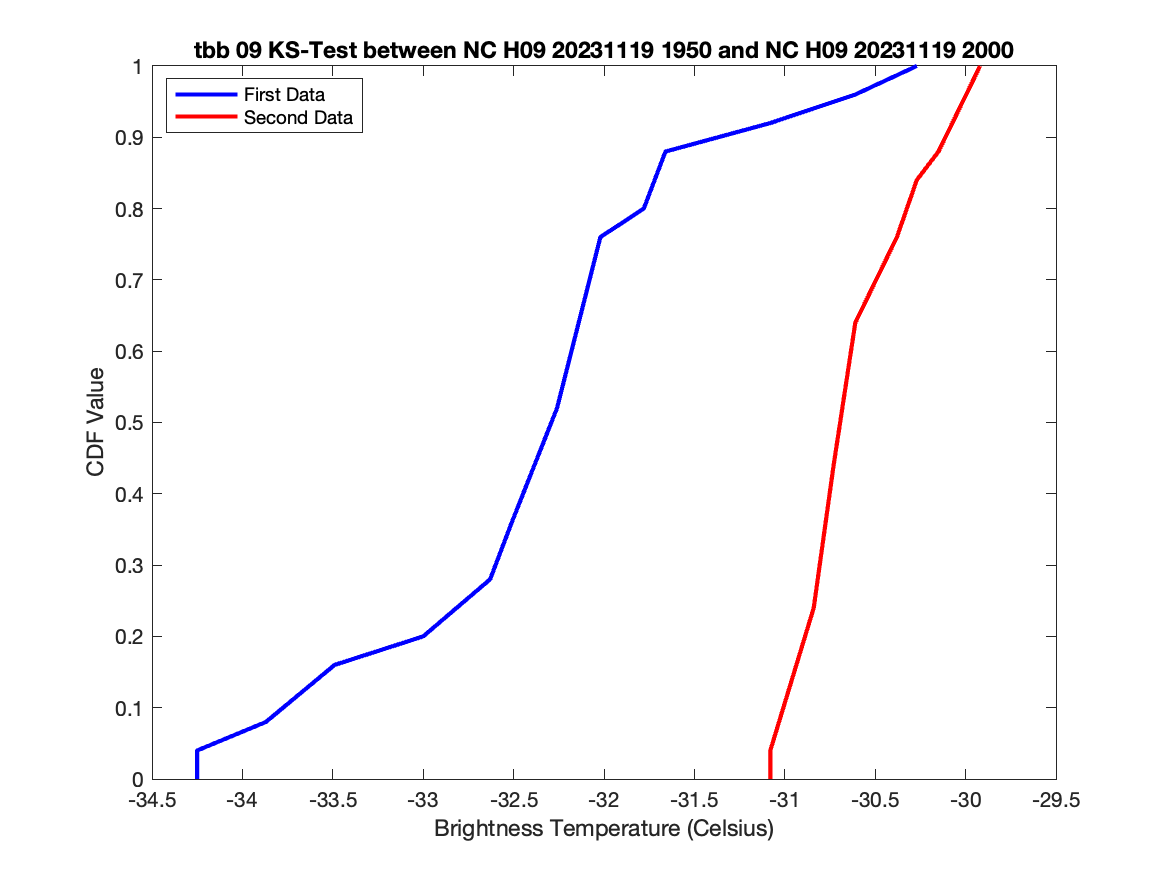 tbb 09 KS-Test between NC H09 20231119 1950 and NC H09 20231119 2000
First Data
Second Data
1
0.9
0.8
0.7
0.6
0.5
0.4
0.3
0.2
0.1
0
CDF Value
-34.5 -34 -33.5 -33 -32.5 -32 -31.5 -31 -30.5 -30 -29.5
Brightness Temperature (Celsius)